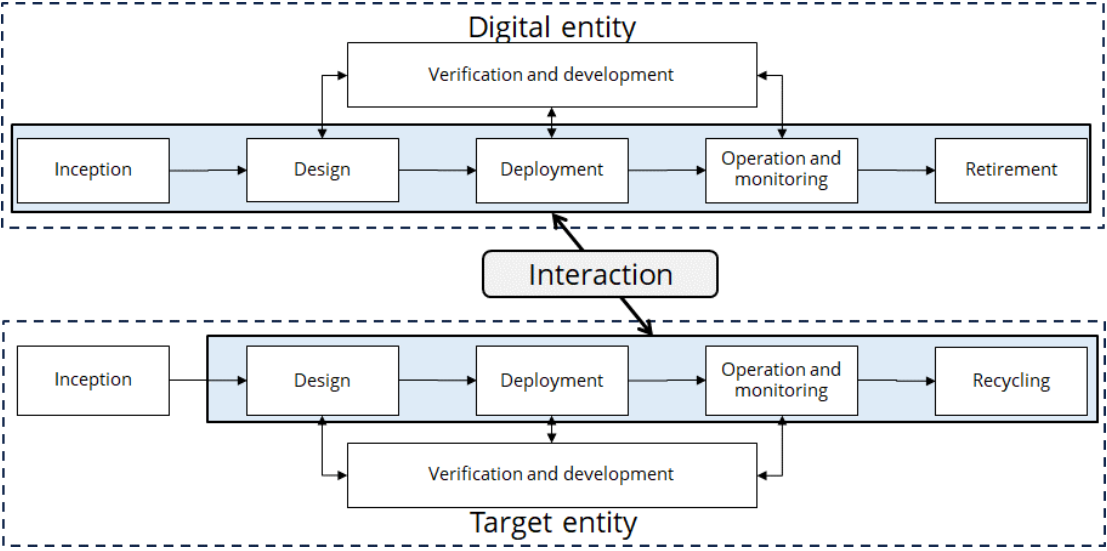 Digital entity
Verification and development
Inception
Design
Deployment
Operation and
monitoring
Retirement
Interaction
Inception
Design
Deployment
Operation and
monitoring
Recycling
Verification and development
Target entity